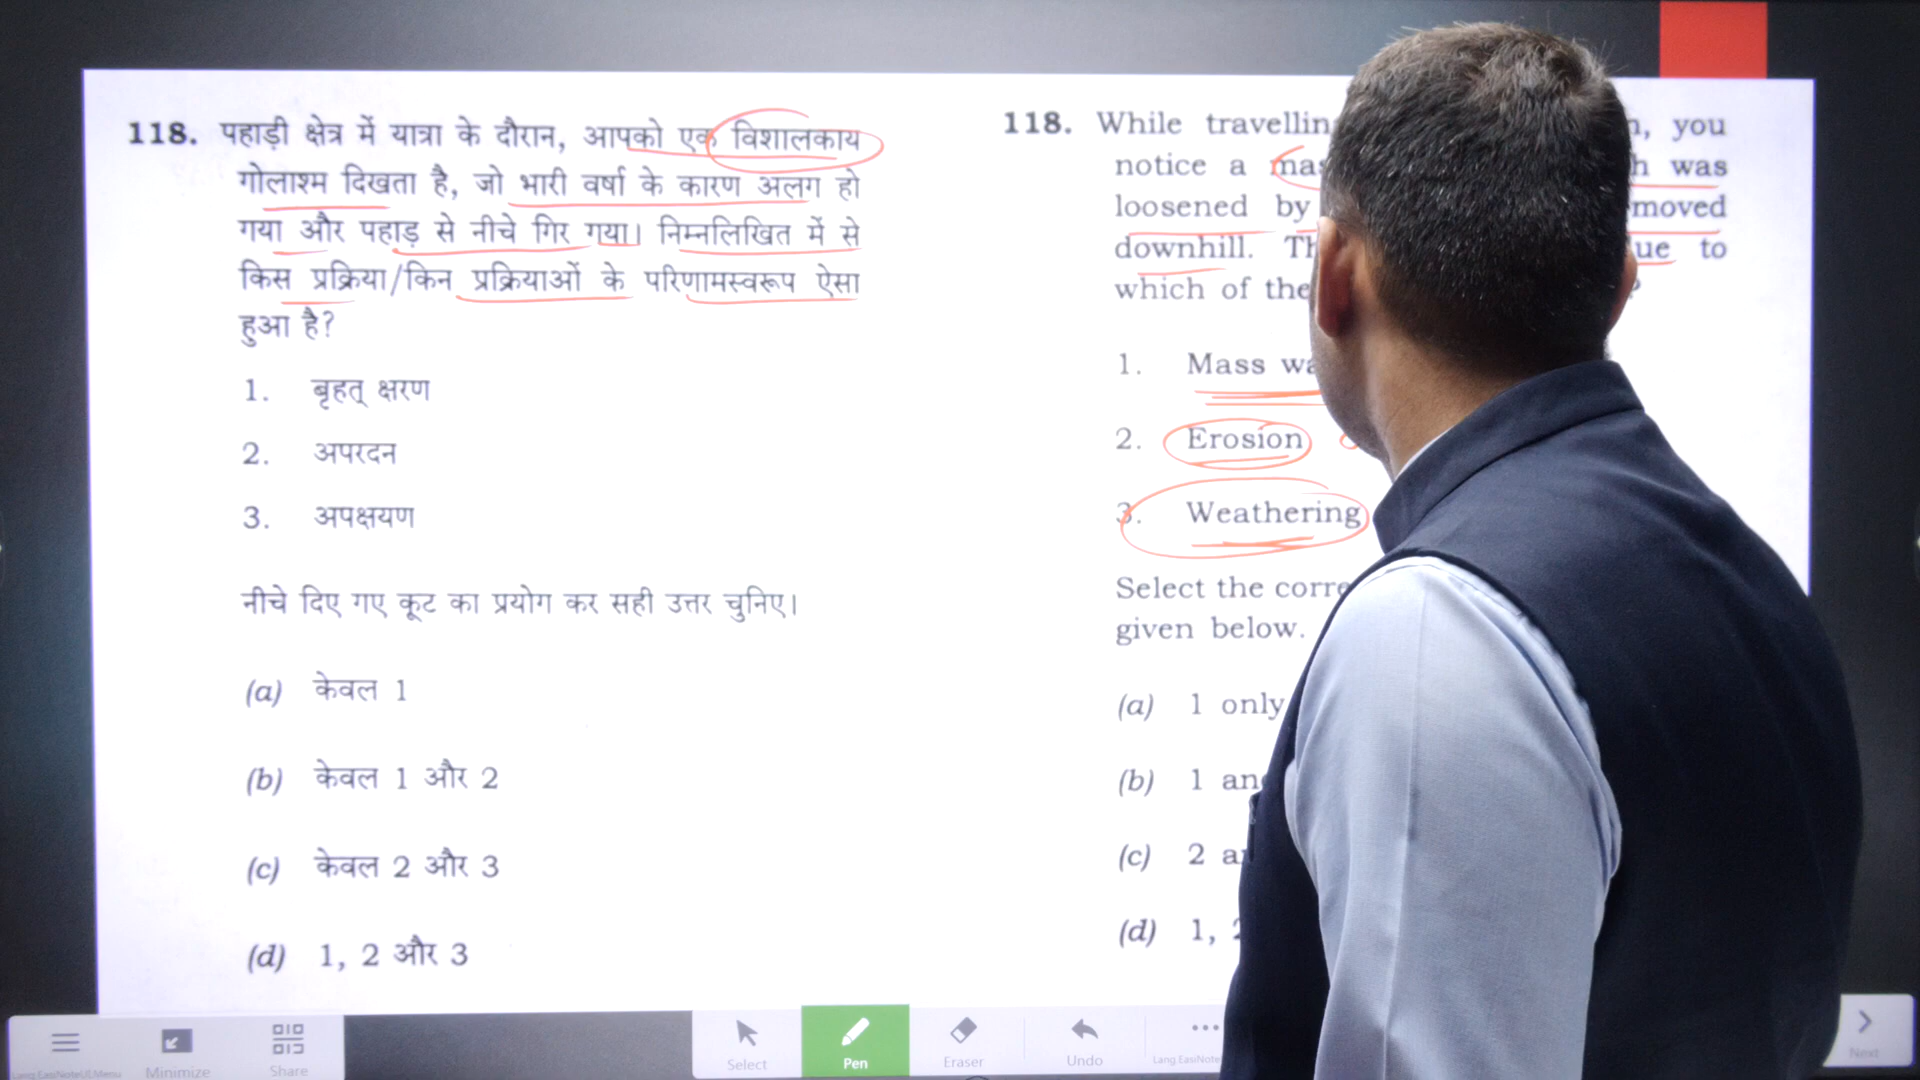 118. पहाड़ी क्षेत्र में यात्रा के दौरान, आपको एक विशालकाय
गोलाश्म दिखता है, जो भारी वर्षा के कारण अलग हो
गया और पहाड़ से नीचे गिर गया। निम्नलिखित में से
किस प्रक्रिया/किन प्रक्रियाओं के परिणामस्वरूप ऐसा
हुआ है?
1. बृहत् क्षरण
2. अपरदन
3. अपक्षयण
नीचे दिए गए कूट का प्रयोग कर सही उत्तर चुनिए।
(a) केवल 1
(b) केवल 1 और 2
(c) केवल 2 और 3
(d) 1, 2 और 3
118. While you
notice a was
loosened by moved
downhill. to
which of the
1. Mass
2. Erosion
3. Weathering
Select the
given below.
(a) 1 only
(b) 1
(c) 2
(d) 1,
Minimize
Share
Select
Pen
Eraser
Undo
Next